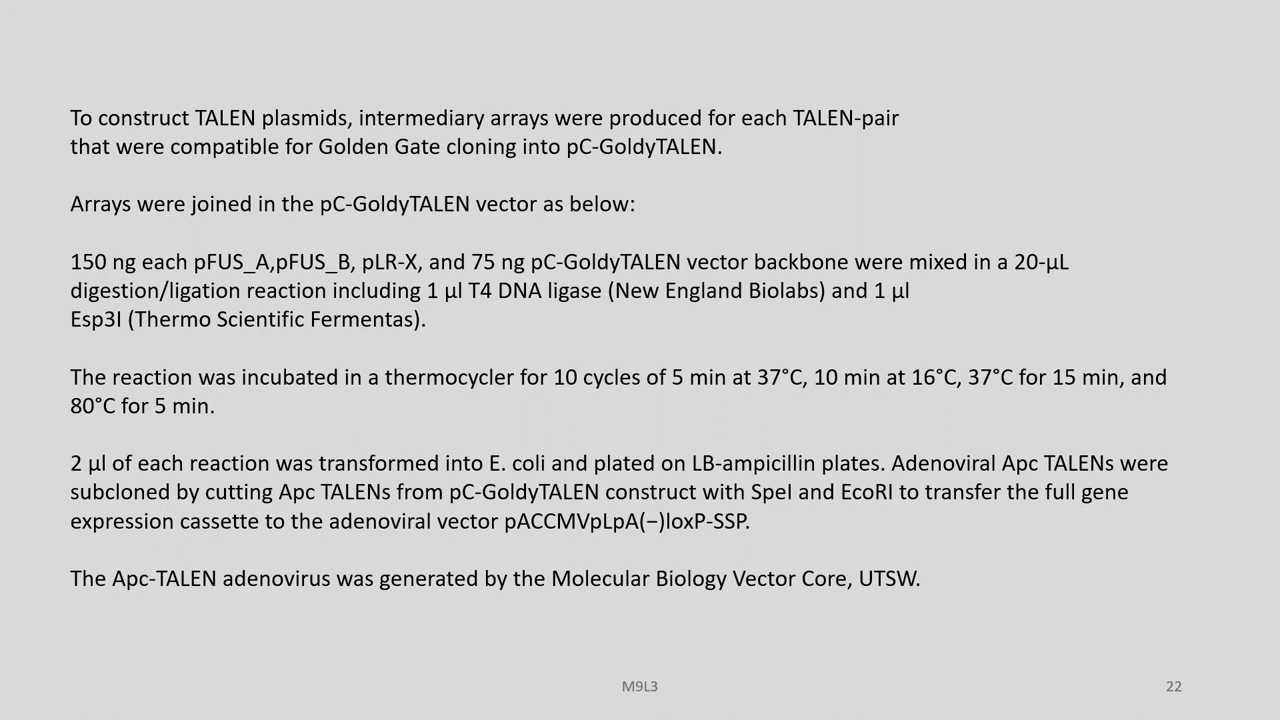 To construct TALEN plasmids, intermediary arrays were produced for each TALEN-pair
that were compatible for Golden Gate cloning into pC-GoldyTALEN.
Arrays were joined in the pC-GoldyTALEN vector as below:
150 ng each pFUS_A,pFUS_B, pLR-X, and 75 ng pC-GoldyTALEN vector backbone were mixed in a 20-µL
digestion/ligation reaction including 1 µl T4 DNA ligase (New England Biolabs) and 1 µl
Esp3I (Thermo Scientific Fermentas).
The reaction was incubated in a thermocycler for 10 cycles of 5 min at 37°C, 10 min at 16°C, 37°C for 15 min, and
80°C for 5 min.
2 µl of each reaction was transformed into E. coli and plated on LB-ampicillin plates. Adenoviral Apc TALENs were
subcloned by cutting Apc TALENs from pC-GoldyTALEN construct with SpeI and EcoRI to transfer the full gene
expression cassette to the adenoviral vector pACCMVpLpA(−)loxP-SSP.
The Apc-TALEN adenovirus was generated by the Molecular Biology Vector Core, UTSW.
M9L3
22